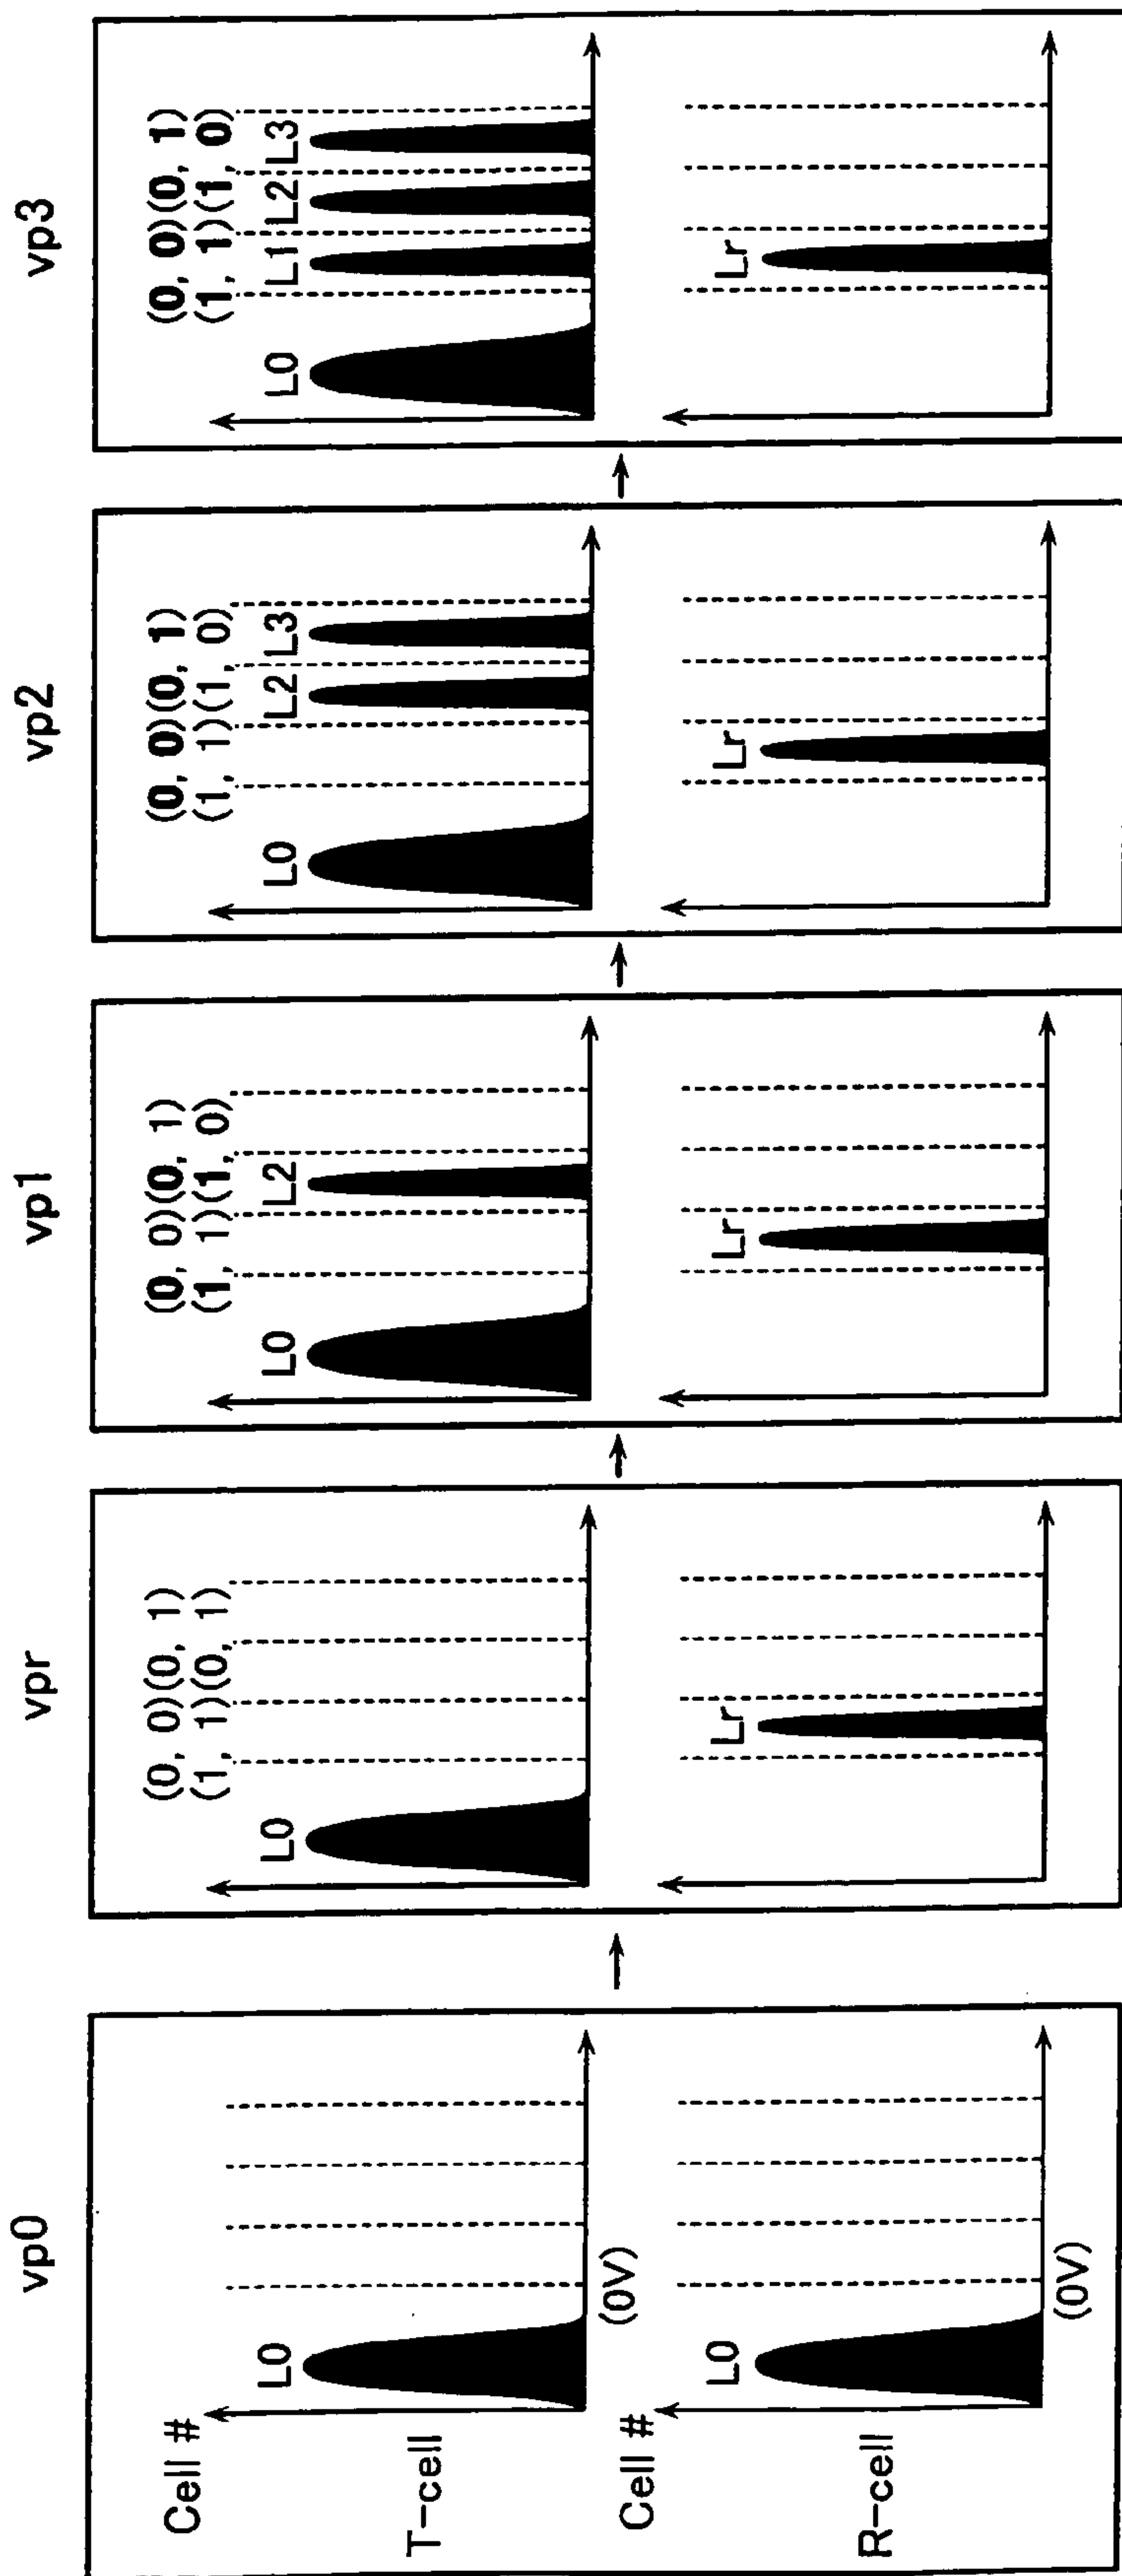 vp0
Cell #
L0
T-cell
(0V)
Cell #
L0
R-cell
(0V)
vpr
(0, 0)(0, 1)
(1, 1)(0, 1)
L0
Lr
vp1
(0, 0)(0, 1)
(1, 1)(1, 0)
L0 L2
Lr
vp2
(0, 0)(0, 1)
(1, 1)(1, 0)
L0 L2 L3
Lr
vp3
(0, 0)(0, 1)
(1, 1)(1, 0)
L0 L1 L2 L3
Lr